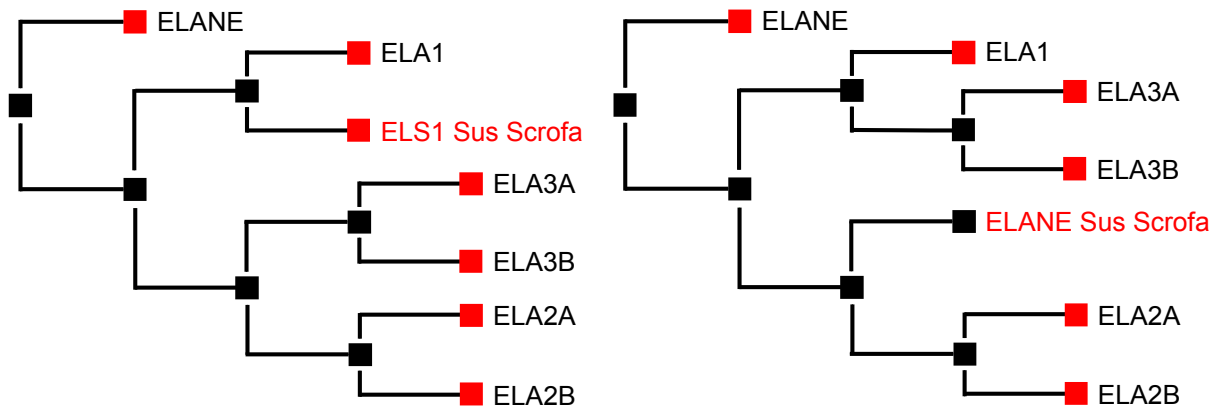 ELANE
ELA1
ELS1 Sus Scrofa
ELA3A
ELA3B
ELA2A
ELA2B
ELANE
ELA1
ELA3A
ELA3B
ELANE Sus Scrofa
ELA2A
ELA2B